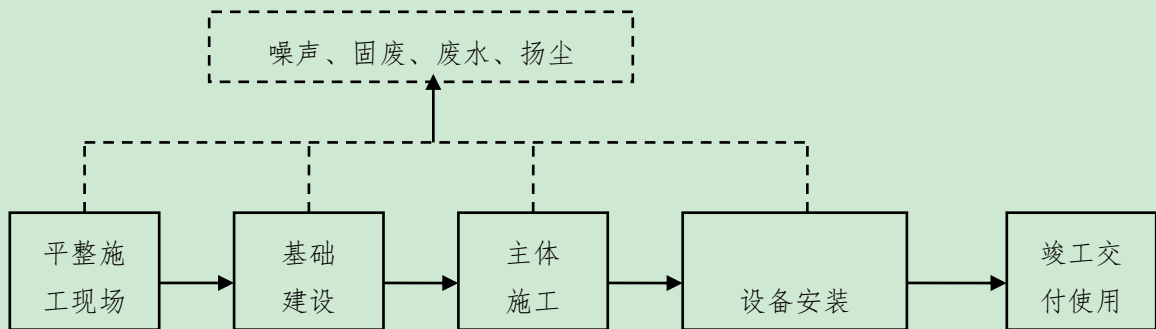 噪声、固废、废水、扬尘
平整施
工现场
基础
建设
主体
施工
设备安装
竣工交
付使用